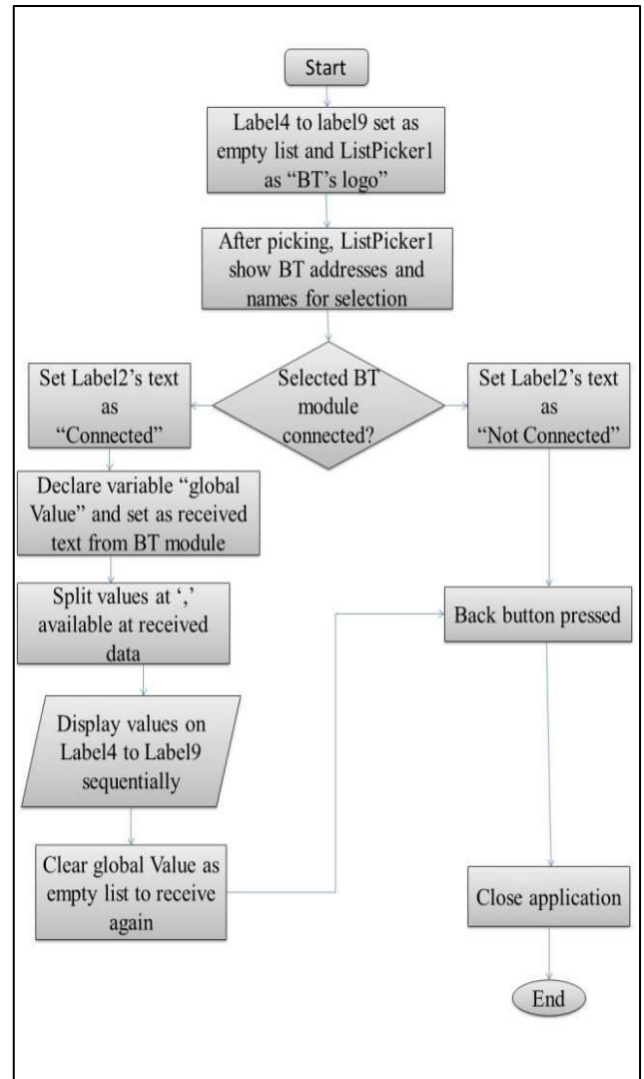 Start
Label4 to label9 set as
empty list and ListPicker1
as “BT’s logo”
After picking, ListPicker1
show BT addresses and
names for selection
Selected BT
module
connected?
Set Label2’s text
as
“Connected”
Set Label2’s text
as
“Not Connected”
Declare variable “global
Value” and set as received
text from BT module
Split values at ‘,’
available at received
data
Display values on
Label4 to Label9
sequentially
Clear global Value as
empty list to receive
again
Back button pressed
Close application
End